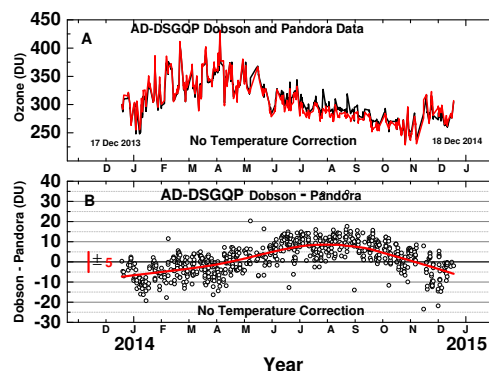 AD-DSGQP Dobson and Pandora Data
A
Ozone (DU)
450
400
350
300
250
17 Dec 2013
No Temperature Correction
18 Dec 2014
D J F M A M J J A S O N D J
AD-DSGQP Dobson - Pandora
B
Dobson - Pandora (DU)
40
30
20
10
0
-10
-20
-30
± 5
No Temperature Correction
D J F M A M J J A S O N D J
2014 2015
Year